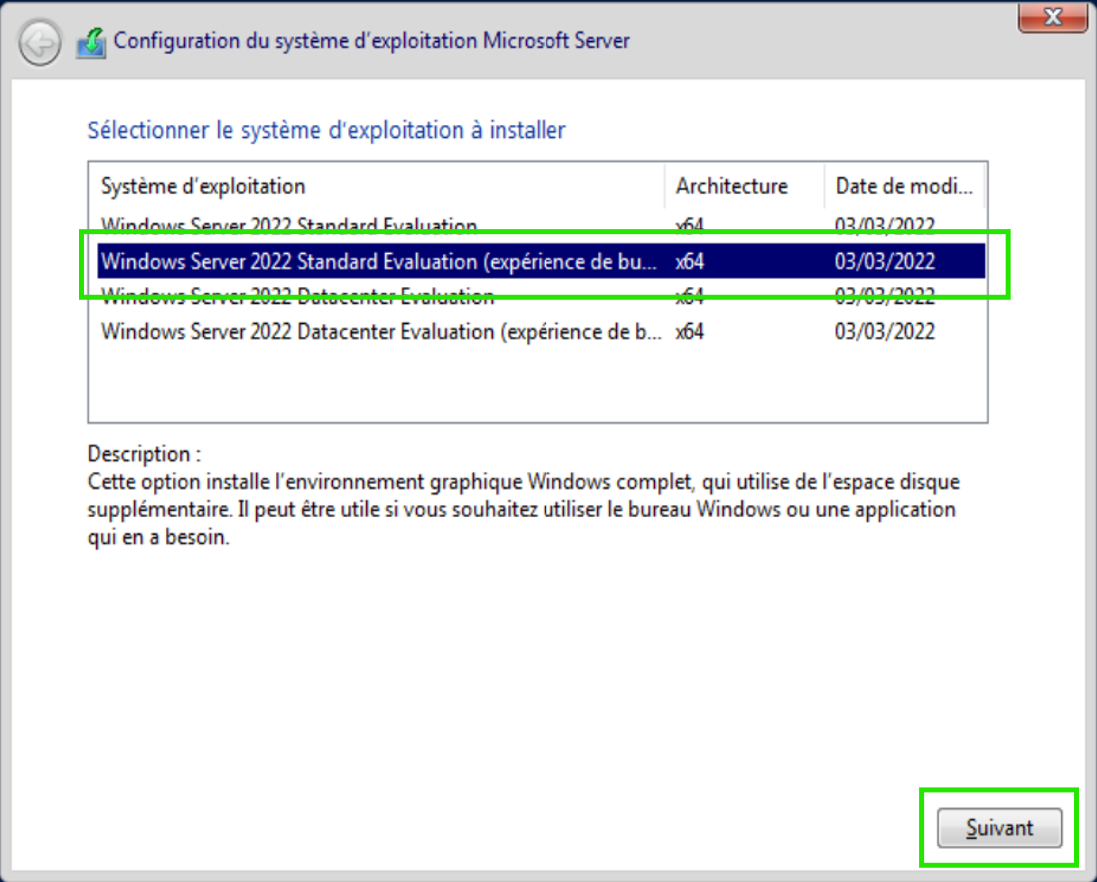 Configuration du système d'exploitation Microsoft Server
Sélectionner le système d'exploitation à installer
Système d'exploitation Architecture Date de modi...
Windows Server 2022 Standard Evaluation x64 03/03/2022
Windows Server 2022 Standard Evaluation (expérience de bu... x64 03/03/2022
Windows Server 2022 Datacenter Evaluation x64 03/03/2022
Windows Server 2022 Datacenter Evaluation (expérience de b... x64 03/03/2022
Description :
Cette option installe l'environnement graphique Windows complet, qui utilise de l'espace disque
supplémentaire. Il peut être utile si vous souhaitez utiliser le bureau Windows ou une application
qui en a besoin.
Suivant